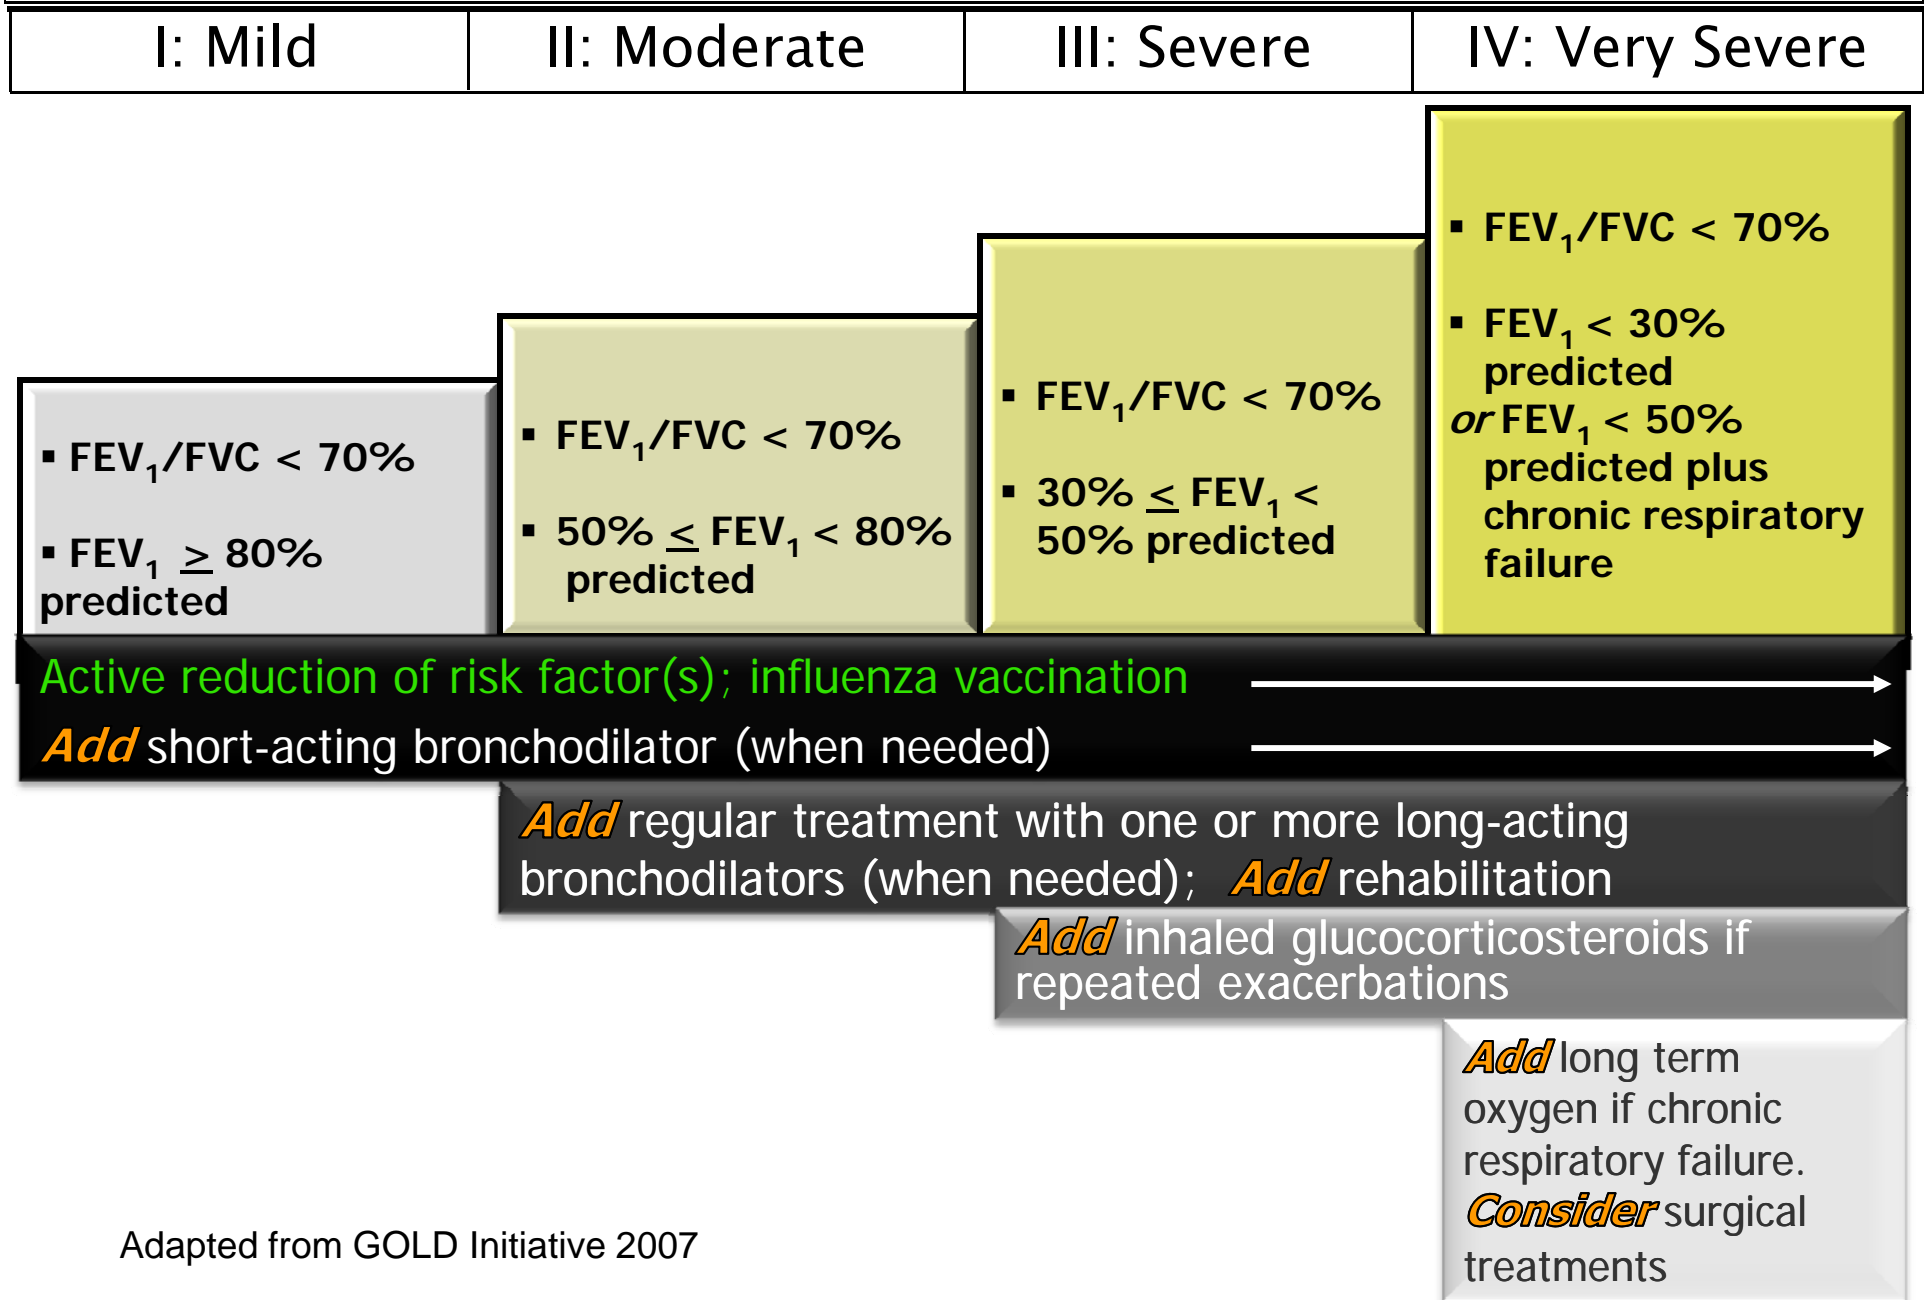 I: Mild
II: Moderate
III: Severe
IV: Very Severe
▪ FEV₁/FVC < 70%
▪ FEV₁ ≥ 80%
predicted
▪ FEV₁/FVC < 70%
▪ 50% ≤ FEV₁ < 80%
predicted
▪ FEV₁/FVC < 70%
▪ 30% ≤ FEV₁ <
50% predicted
▪ FEV₁/FVC < 70%
▪ FEV₁ < 30%
predicted
or FEV₁ < 50%
predicted plus
chronic respiratory
failure
Active reduction of risk factor(s); influenza vaccination
Add short-acting bronchodilator (when needed)
Add regular treatment with one or more long-acting
bronchodilators (when needed); Add rehabilitation
Add inhaled glucocorticosteroids if
repeated exacerbations
Add long term
oxygen if chronic
respiratory failure.
Consider surgical
treatments
Adapted from GOLD Initiative 2007